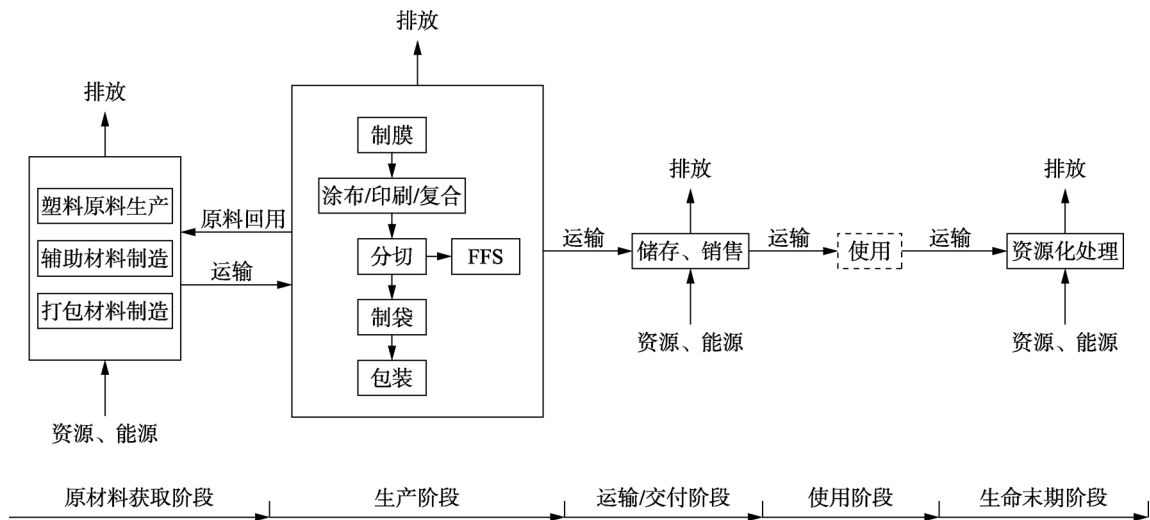 排放
排放
制膜
排放
排放
塑料原料生产
涂布/印刷/复合
原料回用
运输
运输
运输
辅助材料制造
分切
FFS
储存、销售
使用
资源化处理
运输
打包材料制造
制袋
资源、能源
资源、能源
包装
资源、能源
原材料获取阶段
生产阶段
运输/交付阶段
使用阶段
生命末期阶段